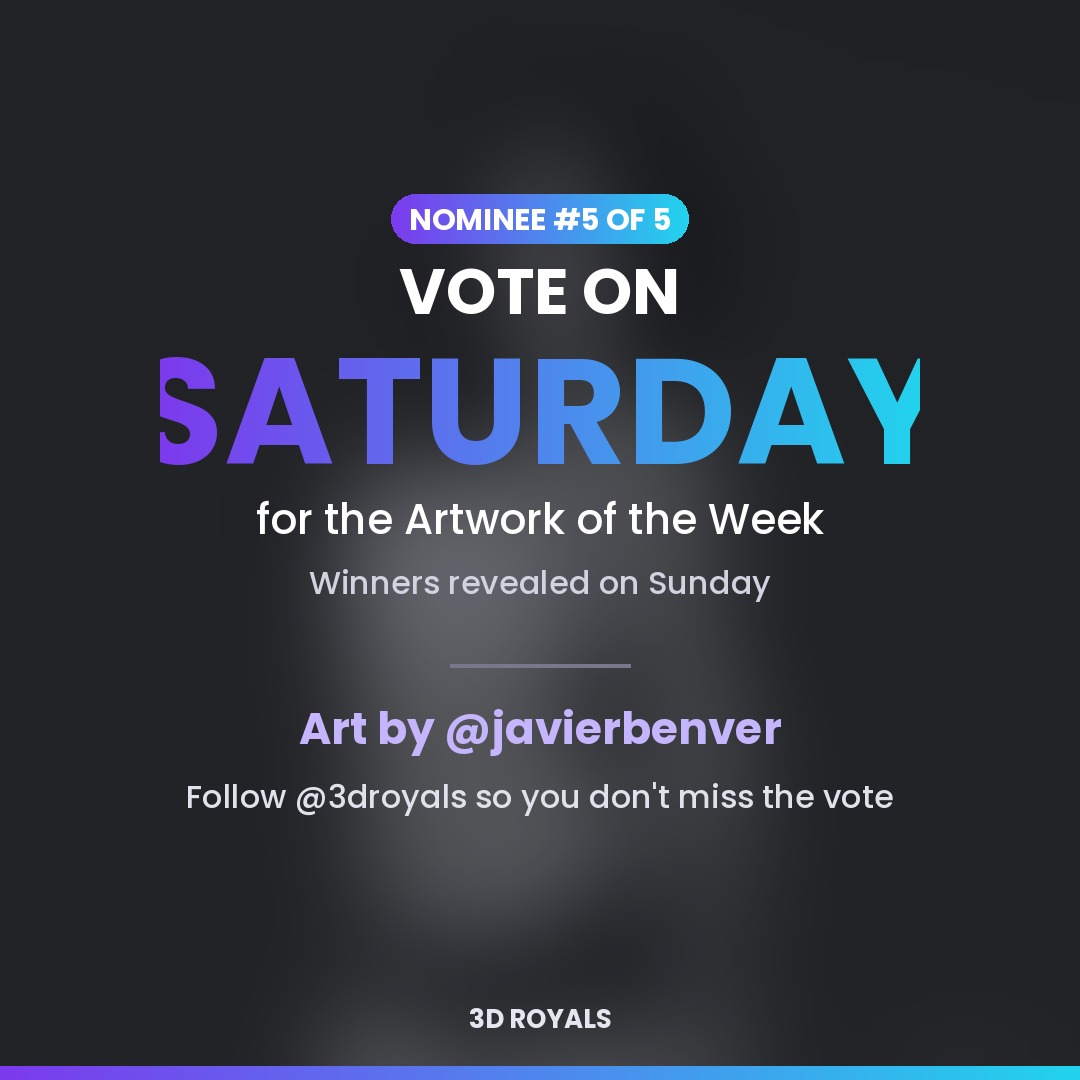 NOMINEE #5 OF 5
VOTE ON
SATURDAY
for the Artwork of the Week
Winners revealed on Sunday
Art by @javierbenver
Follow @3droyals so you don't miss the vote
3D ROYALS